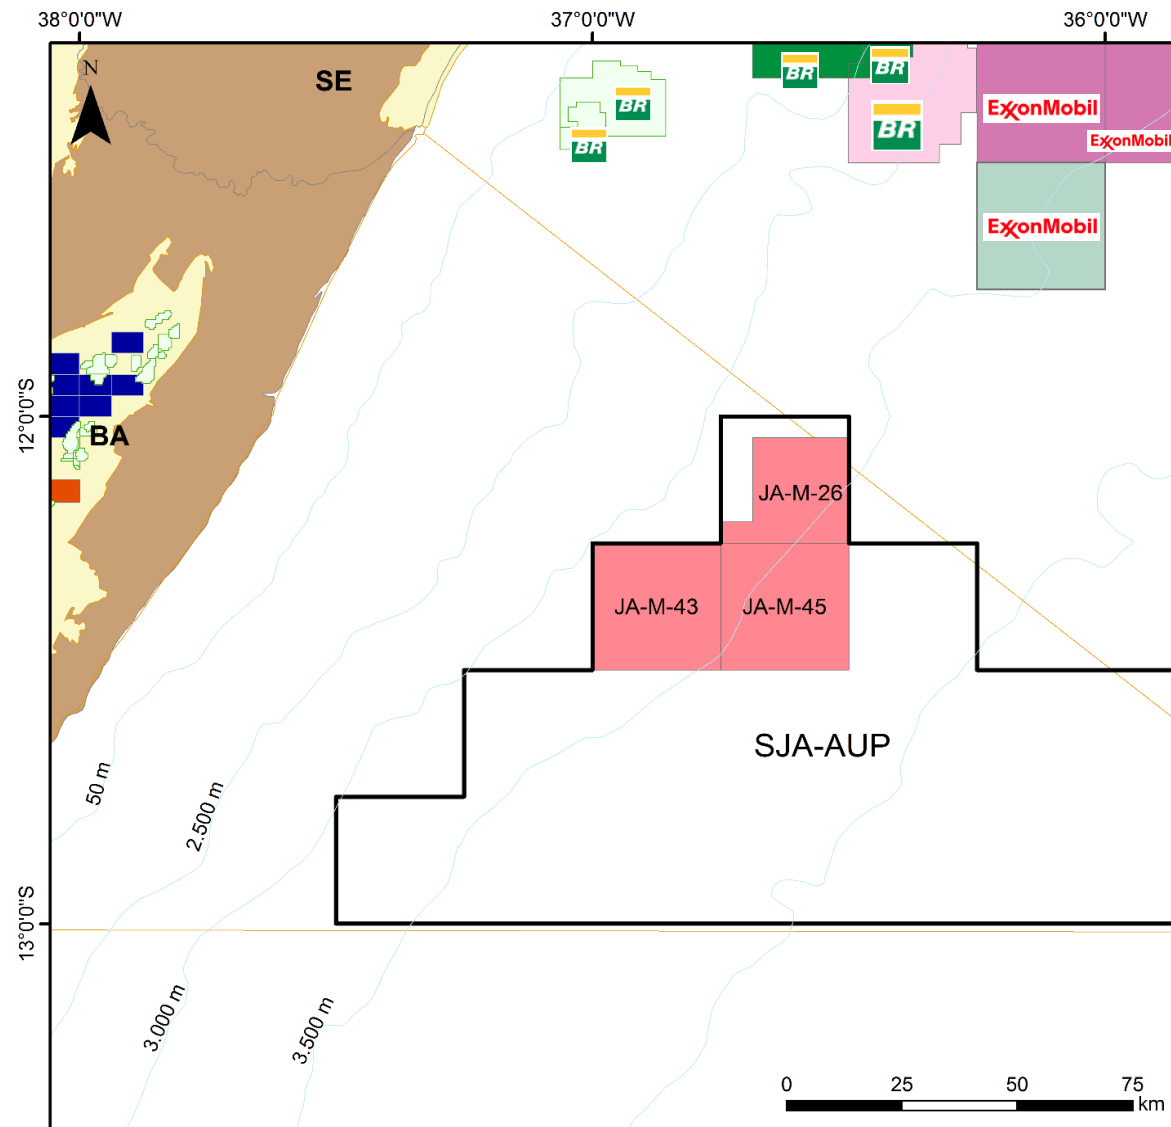 38°0'0"W
37°0'0"W
36°0'0"W
N
SE
BR
BR
BR
BR
BR
ExxonMobil
ExxonMobil
ExxonMobil
12°0'0"S
BA
JA-M-26
JA-M-43
JA-M-45
SJA-AUP
50 m
2.500 m
13°0'0"S
3.000 m
3.500 m
0
25
50
75
km